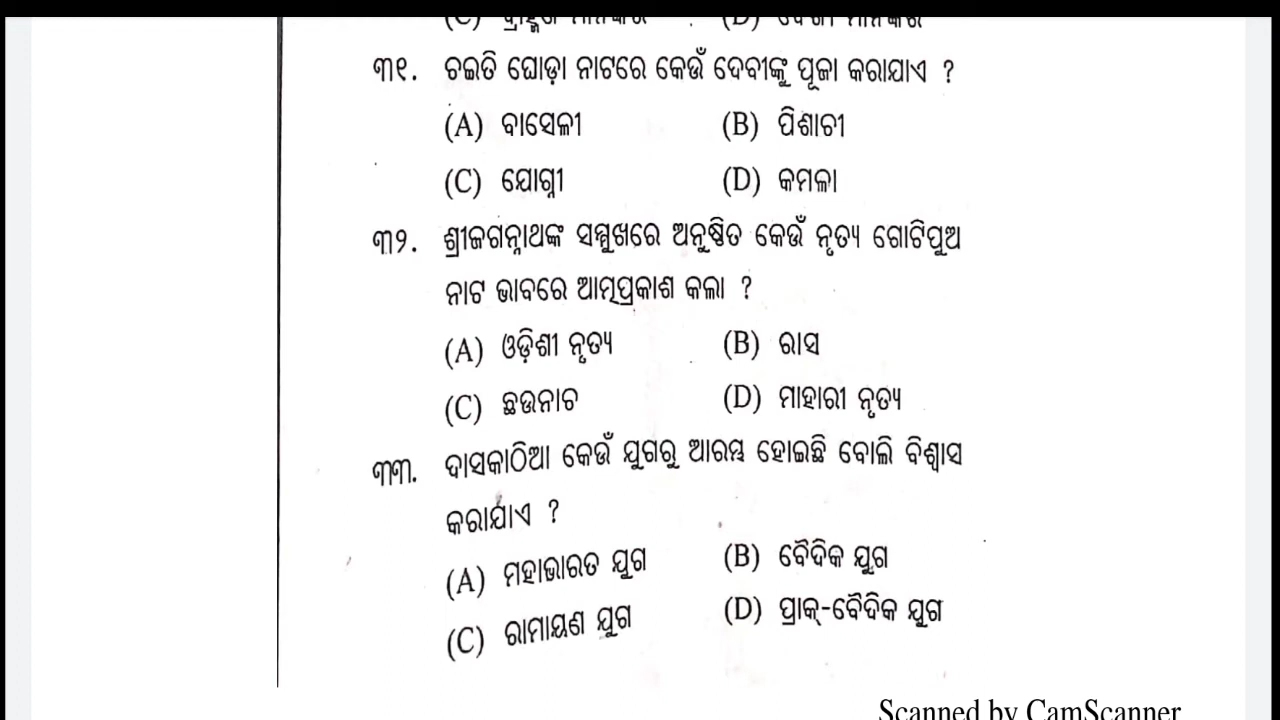 ୩୧. ଚଇତି ଘୋଡ଼ା ନାଟରେ କେଉଁ ଦେବୀଙ୍କୁ ପୂଜା କରାଯାଏ ?
(A) ବାସେଳୀ (B) ପିଶାଚୀ
(C) ଯୋଗ୍ନୀ (D) କମଳା
୩୨. ଶ୍ରୀଜଗନ୍ନାଥଙ୍କ ସମ୍ମୁଖରେ ଅନୁଷ୍ଠିତ କେଉଁ ନୃତ୍ୟ ଗୋଟିପୁଅ
ନାଟ ଭାବରେ ଆତ୍ମପ୍ରକାଶ କଲା ?
(A) ଓଡ଼ିଶୀ ନୃତ୍ୟ (B) ରାସ
(C) ଛଉନାଚ (D) ମାହାରୀ ନୃତ୍ୟ
୩୩. ଦାସକାଠିଆ କେଉଁ ଯୁଗରୁ ଆରମ୍ଭ ହୋଇଛି ବୋଲି ବିଶ୍ୱାସ
କରାଯାଏ ?
(A) ମହାଭାରତ ଯୁଗ (B) ବୈଦିକ ଯୁଗ
(C) ରାମାୟଣ ଯୁଗ (D) ପ୍ରାକ୍-ବୈଦିକ ଯୁଗ
Scanned by CamScanner